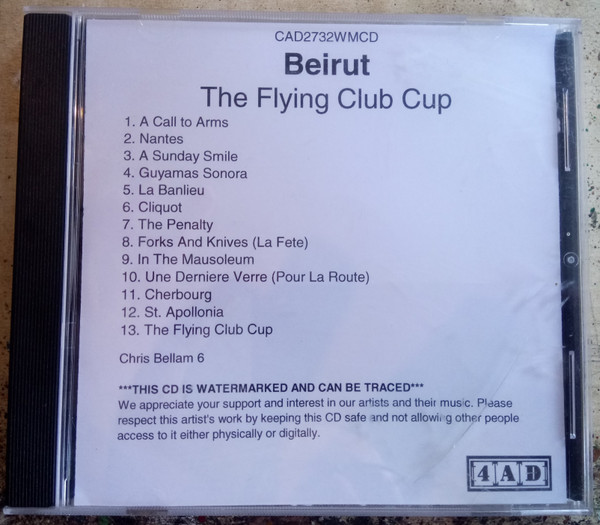 CAD2732WMCD
Beirut
The Flying Club Cup
1. A Call to Arms
2. Nantes
3. A Sunday Smile
4. Guyamas Sonora
5. La Banlieu
6. Cliquot
7. The Penalty
8. Forks And Knives (La Fete)
9. In The Mausoleum
10. Une Derniere Verre (Pour La Route)
11. Cherbourg
12. St. Apollonia
13. The Flying Club Cup
Chris Bellam 6
***THIS CD IS WATERMARKED AND CAN BE TRACED***
We appreciate your support and interest in our artists and their music. Please
respect this artist's work by keeping this CD safe and not allowing other people
access to it either physically or digitally.
4AD